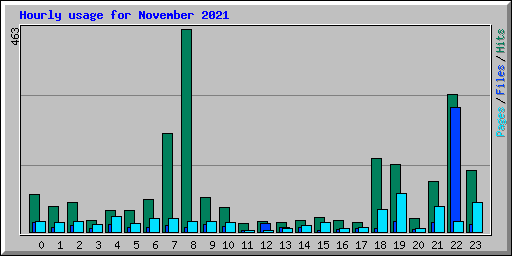 Hourly usage for November 2021
463
Pages / Files / Hits
0 1 2 3 4 5 6 7 8 9 10 11 12 13 14 15 16 17 18 19 20 21 22 23